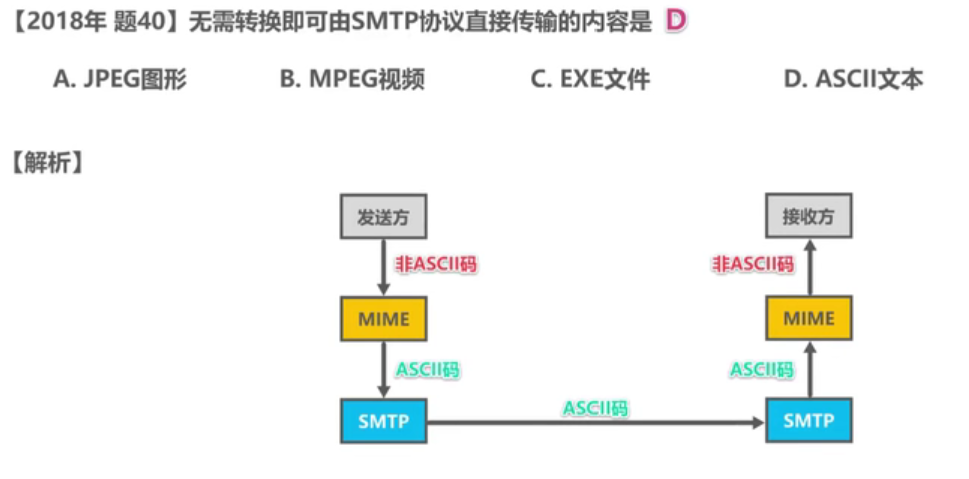 【2018年 题40】无需转换即可由SMTP协议直接传输的内容是 D
A. JPEG图形 B. MPEG视频 C. EXE文件 D. ASCII文本
【解析】
发送方 接收方
非ASCII码 非ASCII码
MIME MIME
ASCII码 ASCII码
ASCII码
SMTP SMTP